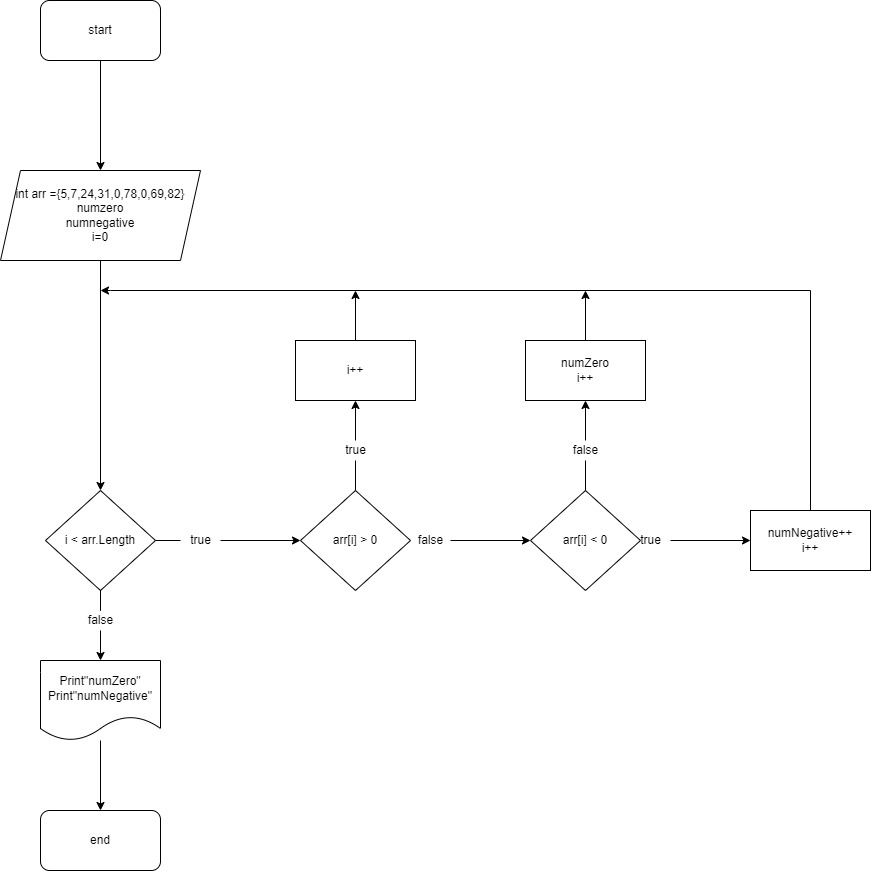 start
int arr ={5,7,24,31,0,78,0,69,82}
numzero
numnegative
i=0
i++
numZero
i++
true
false
i < arr.Length
true
arr[i] > 0
false
arr[i] < 0
true
numNegative++
i++
false
Print"numZero"
Print"numNegative"
end